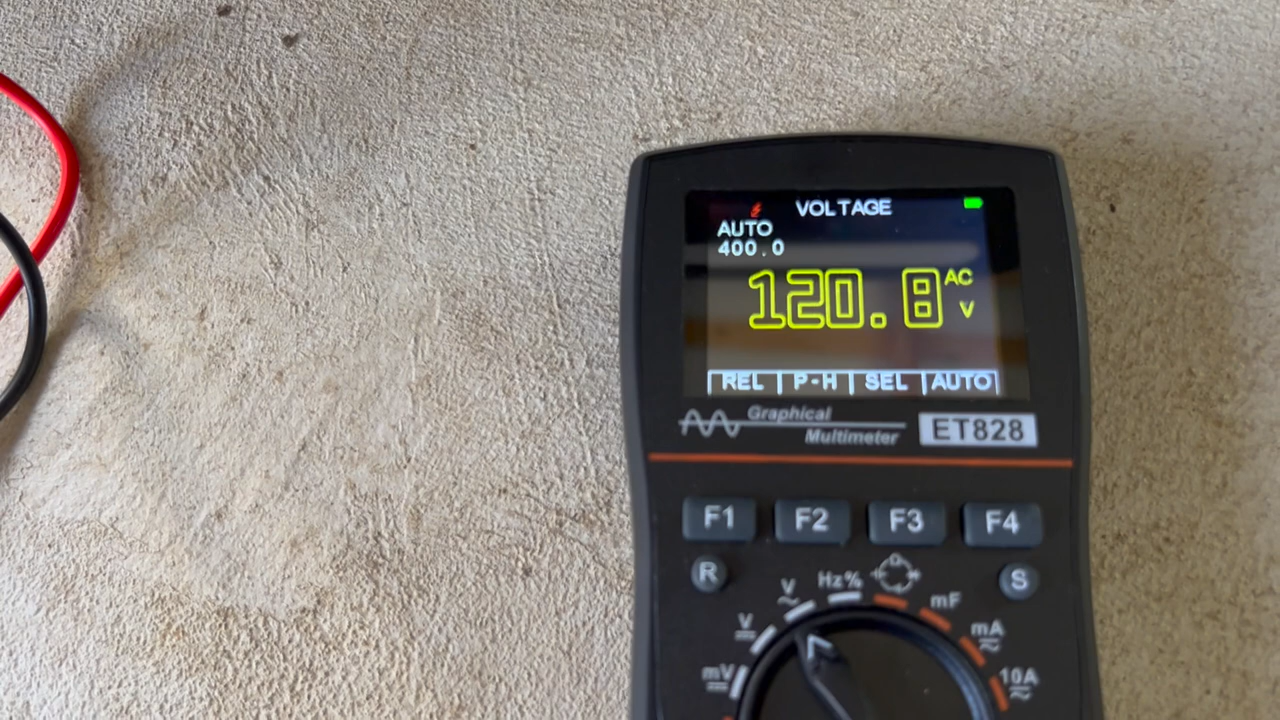 VOLTAGE
AUTO
400.0
120.8 AC V
REL P-H SEL AUTO
Graphical
Multimeter ET828
F1 F2 F3 F4
R S
Hz%
V
mF
V
mA
mV
10A